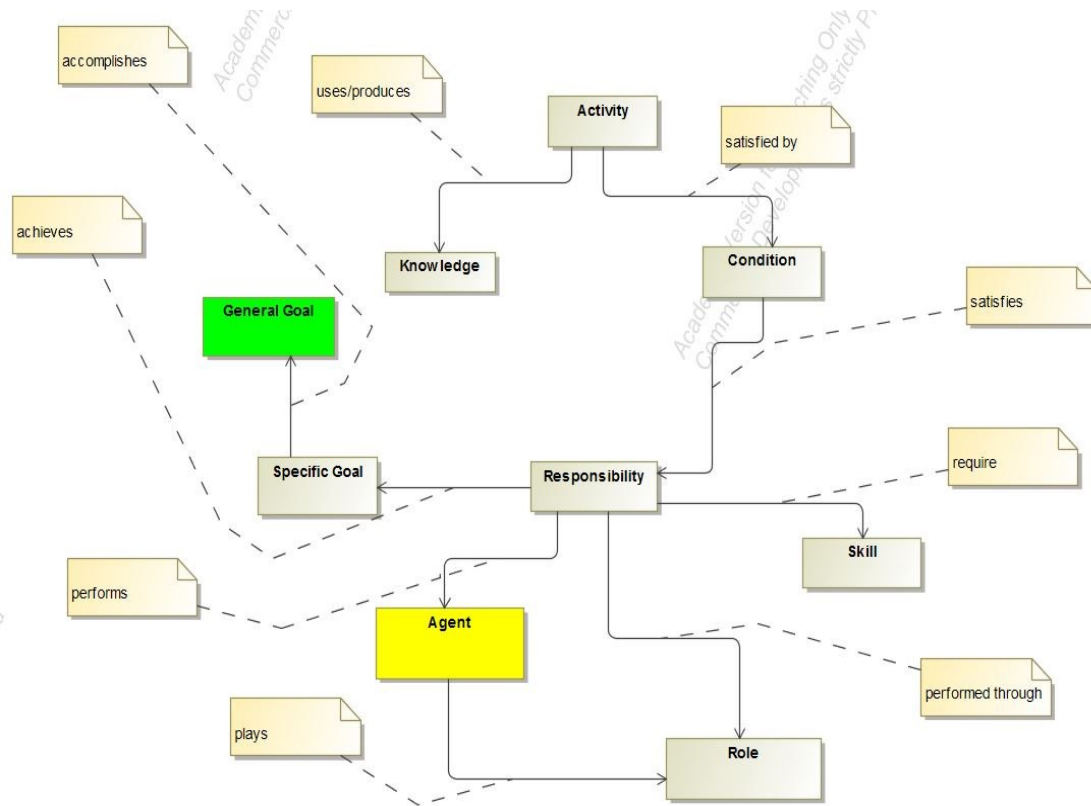 accomplishes
uses/produces
Activity
satisfied by
achieves
Knowledge
Condition
General Goal
satisfies
Specific Goal
Responsibility
require
Skill
performs
Agent
performed through
plays
Role